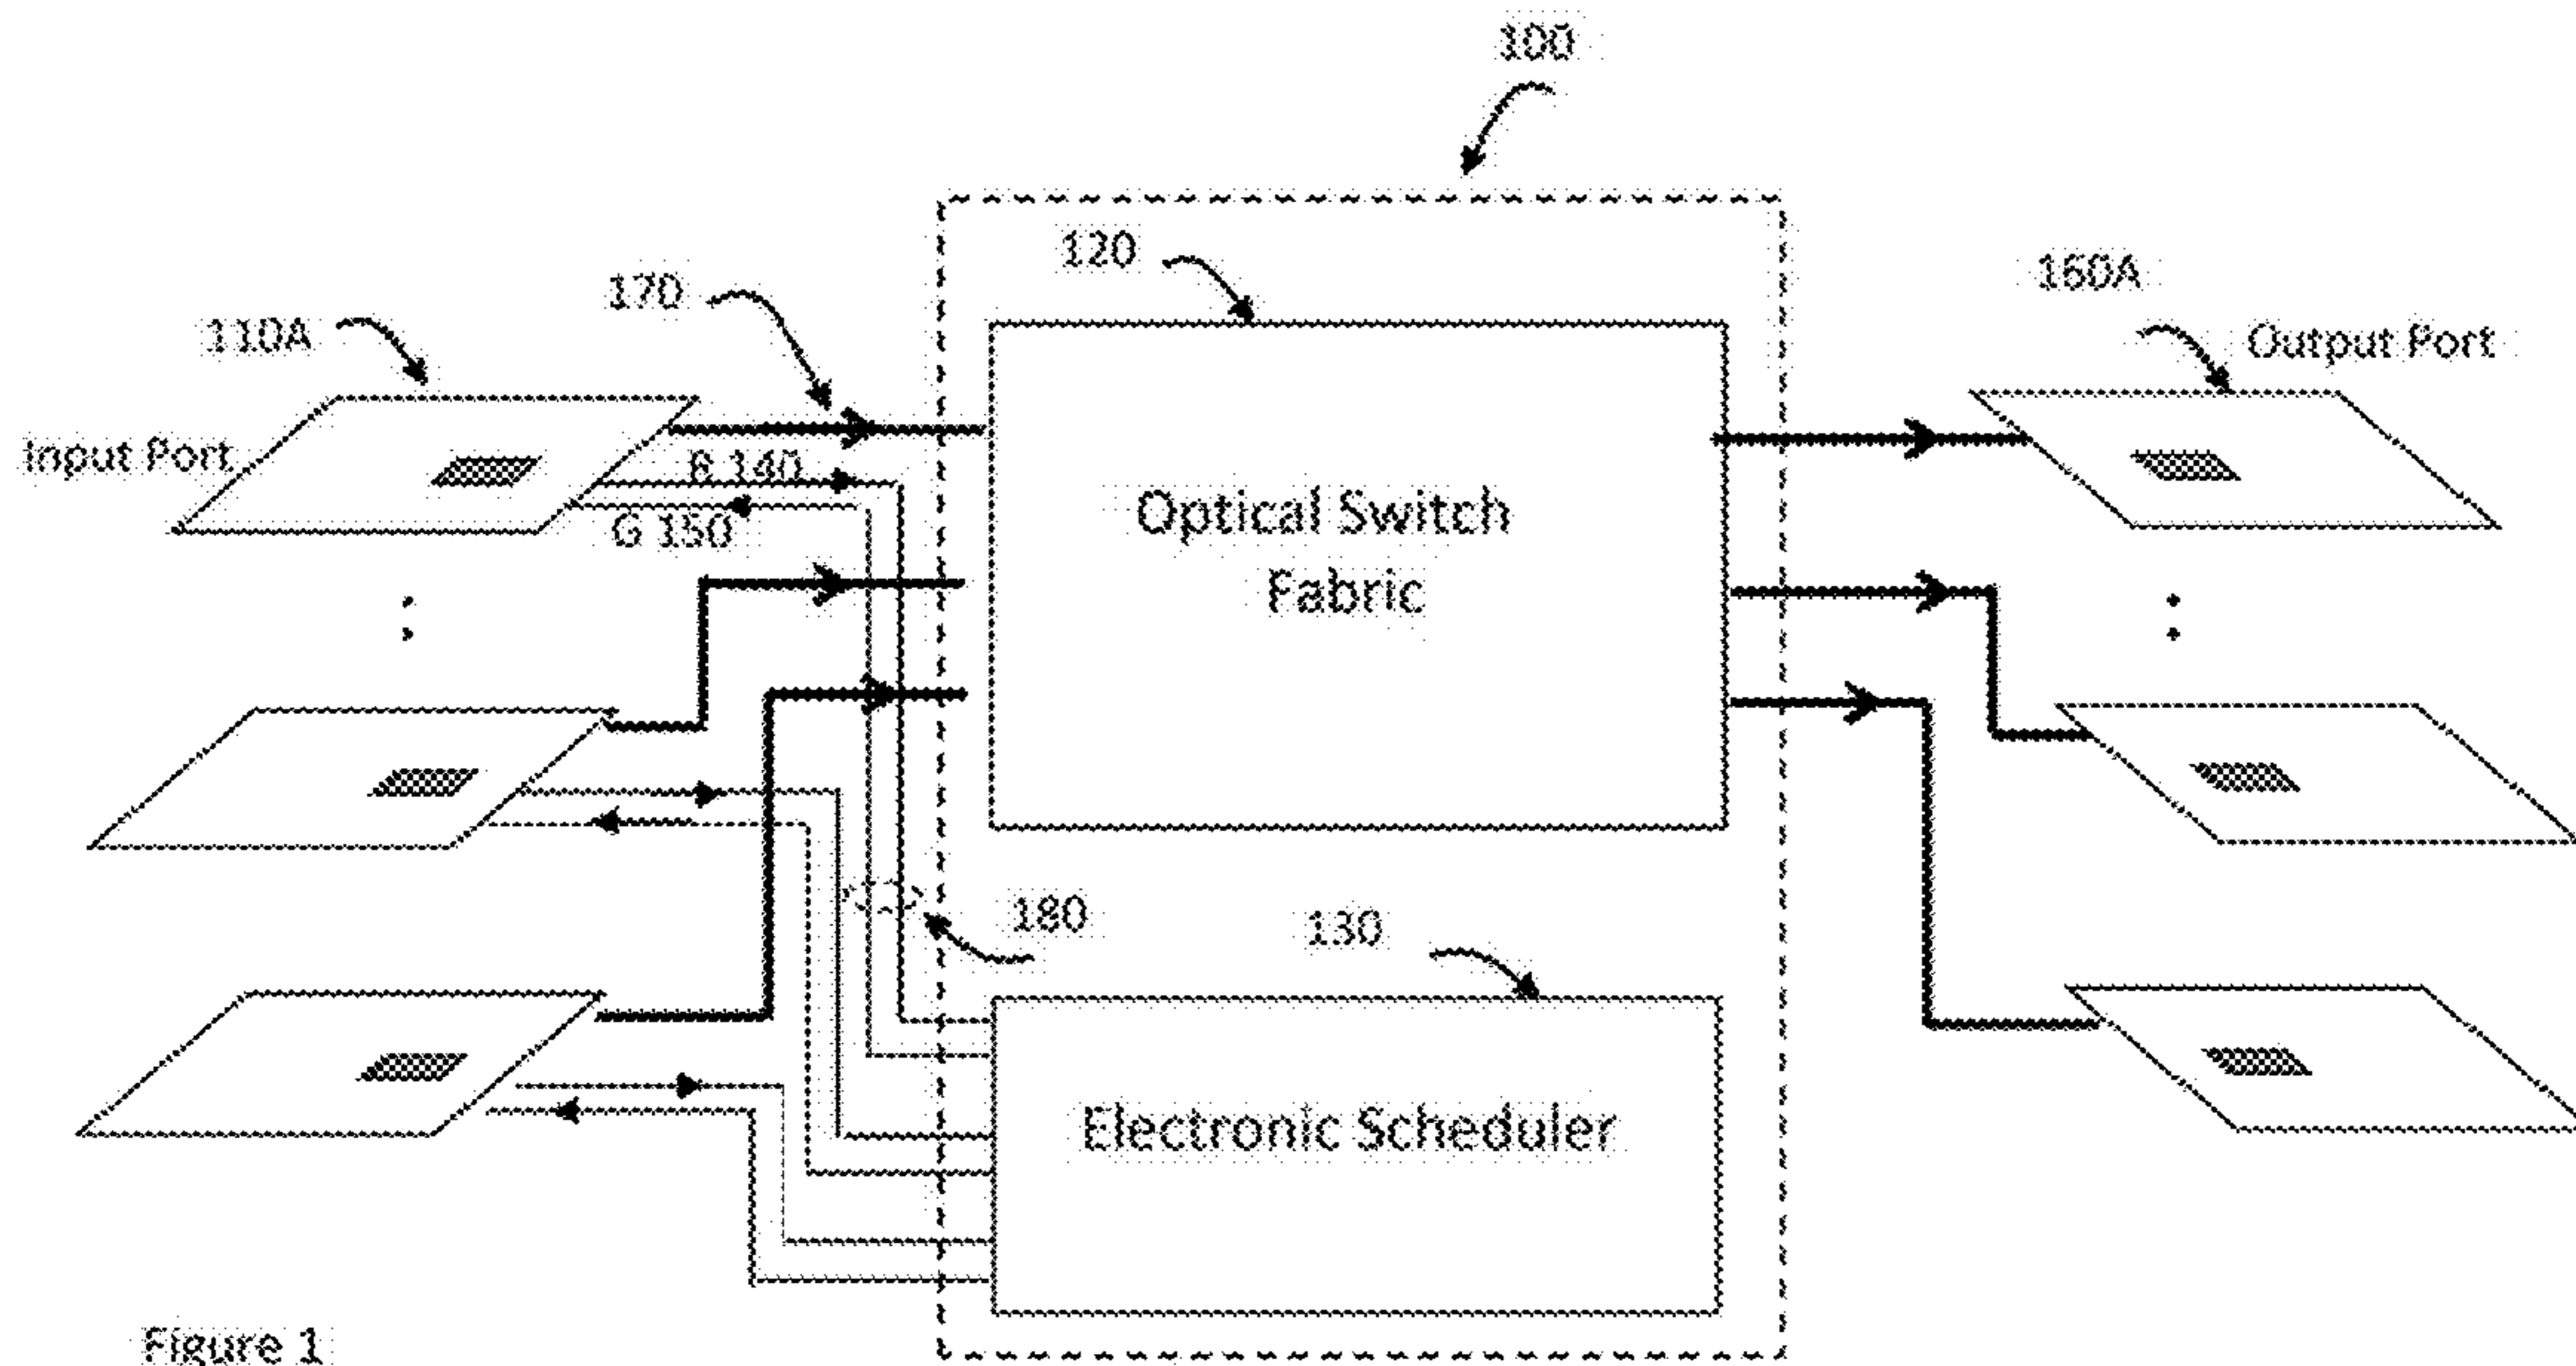 100
120
170
160A
110A
Output Port
Input Port
R 140
G 150
Optical Switch
Fabric
180
130
Electronic Scheduler
Figure 1